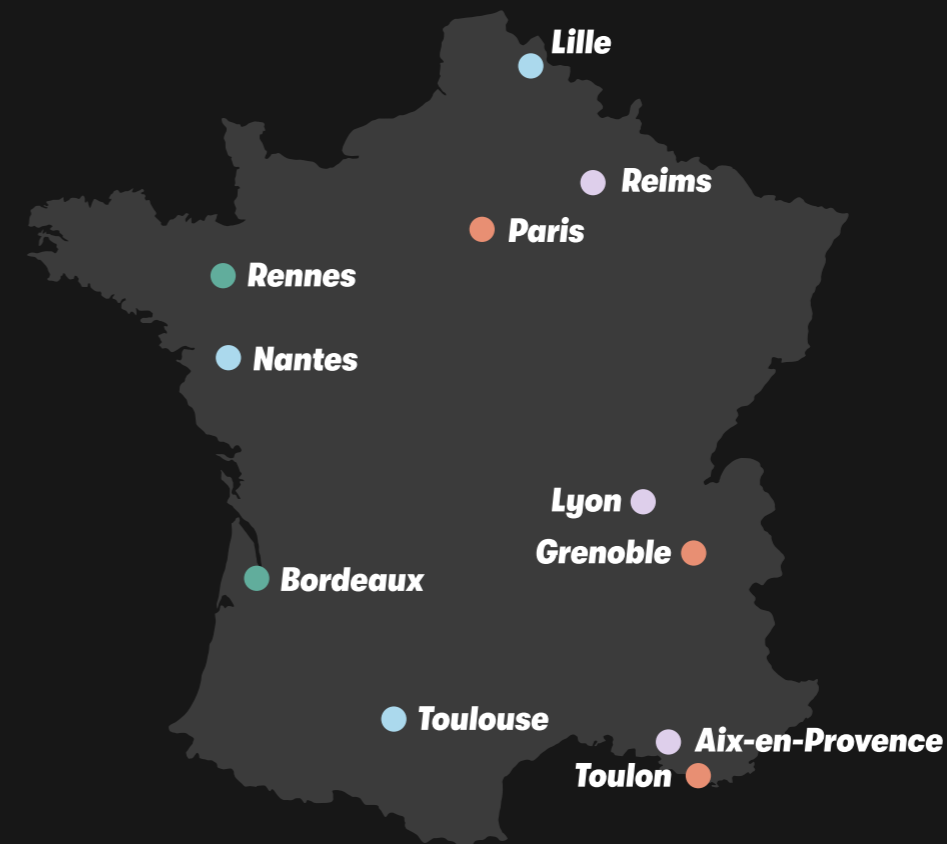 Lille
Reims
Paris
Rennes
Nantes
Lyon
Grenoble
Bordeaux
Toulouse
Aix-en-Provence
Toulon